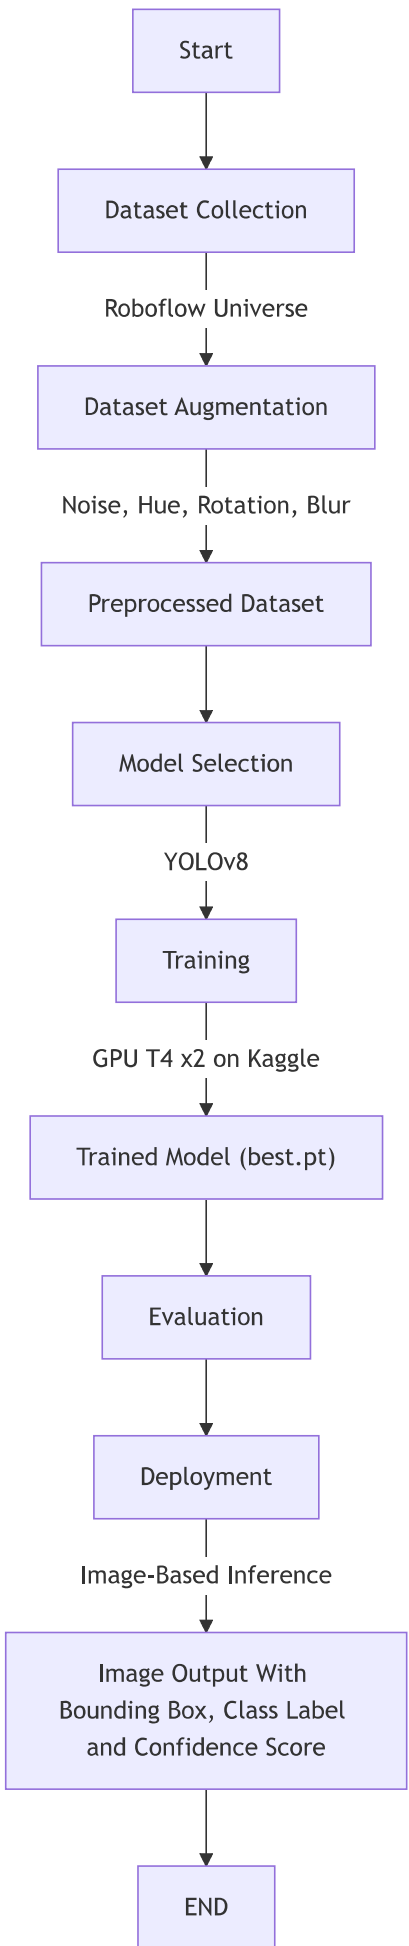 Start
Dataset Collection
Roboflow Universe
Dataset Augmentation
Noise, Hue, Rotation, Blur
Preprocessed Dataset
Model Selection
YOLOv8
Training
GPU T4 x2 on Kaggle
Trained Model (best.pt)
Evaluation
Deployment
Image-Based Inference
Image Output With
Bounding Box, Class Label
and Confidence Score
END